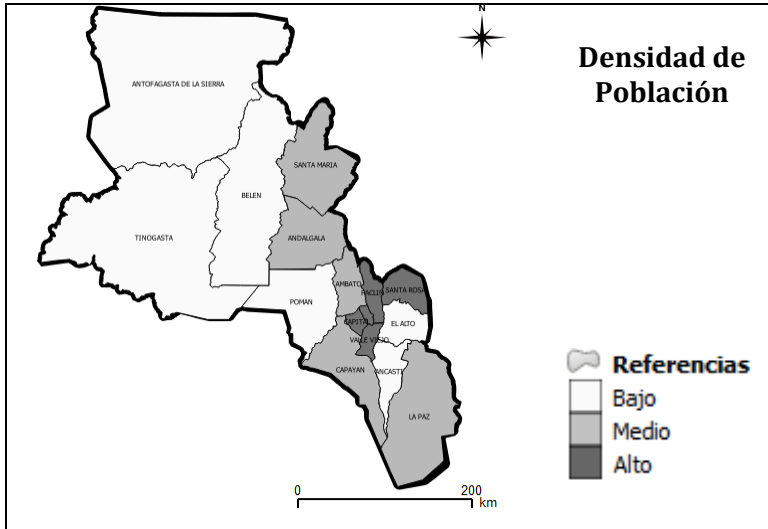 N
Densidad de
Población
ANTOFAGASTA DE LA SIERRA
SANTA MARIA
BELEN
TINOGASTA
ANDALGALA
AMBATO
PACLIN
SANTA ROSA
POMAN
CAPITAL
EL ALTO
VALLE VIEJO
CAPAYAN
ANCASTI
LA PAZ
Referencias
Bajo
Medio
Alto
0 200
km